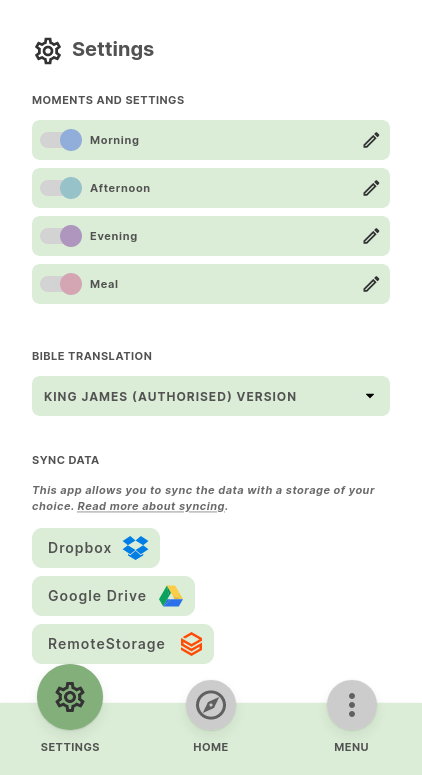 Settings
MOMENTS AND SETTINGS
Morning
Afternoon
Evening
Meal
BIBLE TRANSLATION
KING JAMES (AUTHORISED) VERSION
SYNC DATA
This app allows you to sync the data with a storage of your
choice. Read more about syncing.
Dropbox
Google Drive
RemoteStorage
SETTINGS HOME MENU